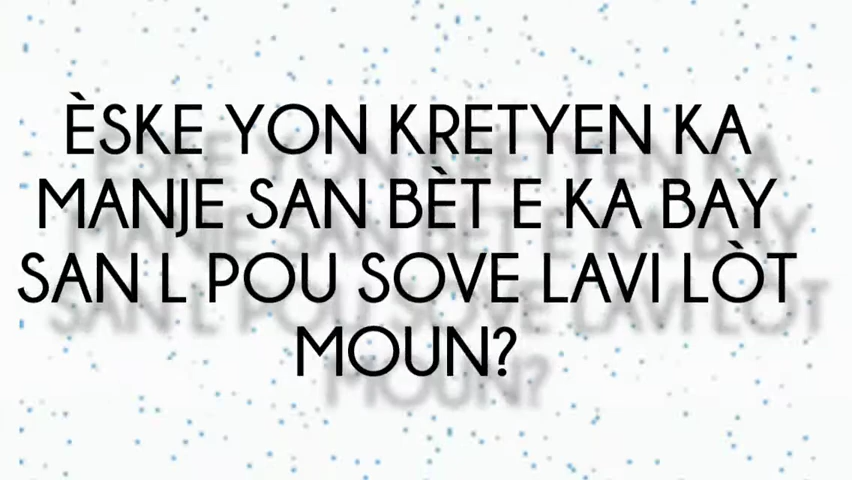 ÈSKE YON KRETYEN KA
MANJE SAN BÈT E KA BAY
SAN L POU SOVE LAVI LÒT
MOUN?